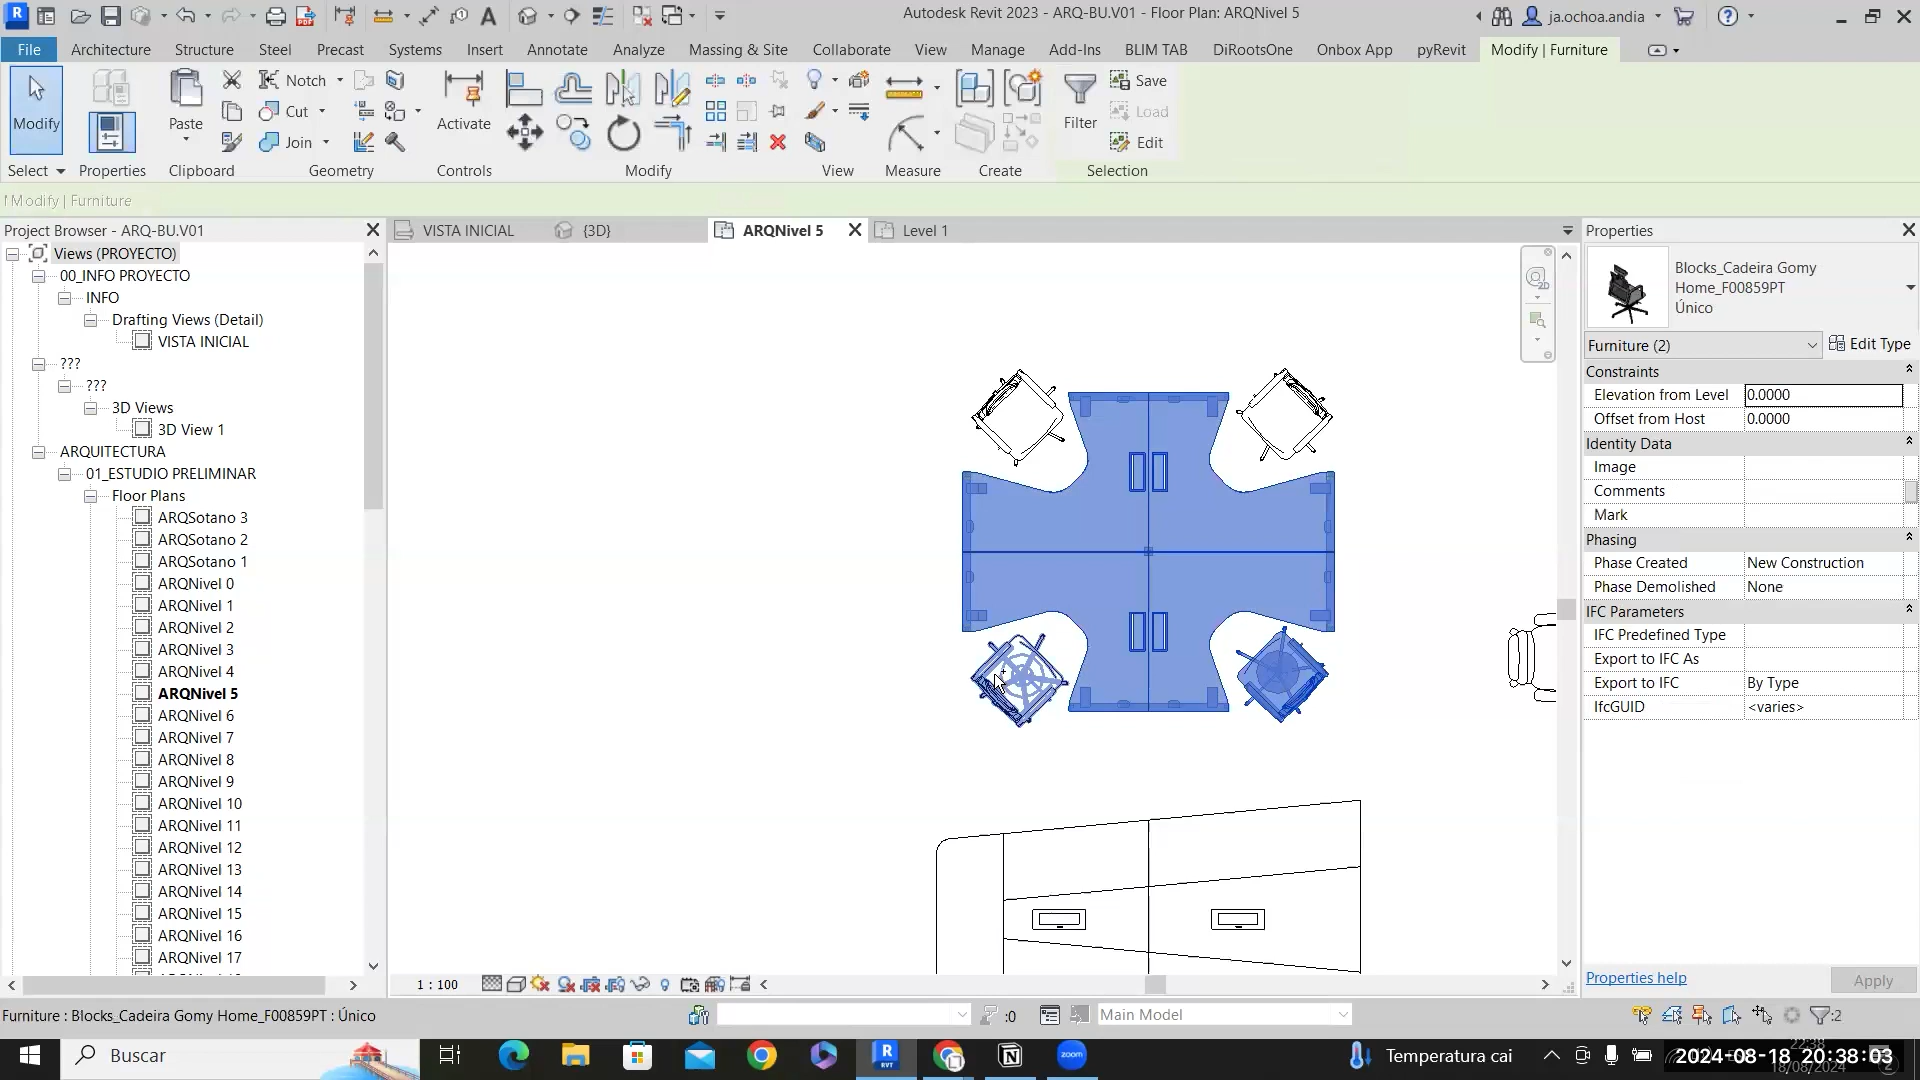 Autodesk Revit 2023 - ARQ-BU.V01 - Floor Plan: ARQNivel 5
ja.ochoa.andia
File Architecture Structure Steel Precast Systems Insert Annotate Analyze Massing & Site Collaborate View Manage Add-Ins BLIM TAB DiRootsOne Onbox App pyRevit Modify | Furniture
Modify
Paste
Notch
Cut
Join
Activate
Filter
Save
Load
Edit
Select Properties Clipboard Geometry Controls Modify View Measure Create Selection
Modify | Furniture
Project Browser - ARQ-BU.V01
Views (PROYECTO)
00_INFO PROYECTO
INFO
Drafting Views (Detail)
VISTA INICIAL
???
???
3D Views
3D View 1
ARQUITECTURA
01_ESTUDIO PRELIMINAR
Floor Plans
ARQSotano 3
ARQSotano 2
ARQSotano 1
ARQNivel 0
ARQNivel 1
ARQNivel 2
ARQNivel 3
ARQNivel 4
ARQNivel 5
ARQNivel 6
ARQNivel 7
ARQNivel 8
ARQNivel 9
ARQNivel 10
ARQNivel 11
ARQNivel 12
ARQNivel 13
ARQNivel 14
ARQNivel 15
ARQNivel 16
ARQNivel 17
VISTA INICIAL {3D} ARQNivel 5 Level 1
2D
Properties
Blocks_Cadeira Gomy
Home_F00859PT
Único
Furniture (2) Edit Type
Constraints
Elevation from Level 0.0000
Offset from Host 0.0000
Identity Data
Image
Comments
Mark
Phasing
Phase Created New Construction
Phase Demolished None
IFC Parameters
IFC Predefined Type
Export to IFC As
Export to IFC By Type
IfcGUID <varies>
Properties help Apply
1 : 100
Furniture : Blocks_Cadeira Gomy Home_F00859PT : Único
:0
Main Model
:2
Buscar
R
RVT
zoom
Temperatura cai
22:38
2024-08-18 20:38:03
18/08/2024
2